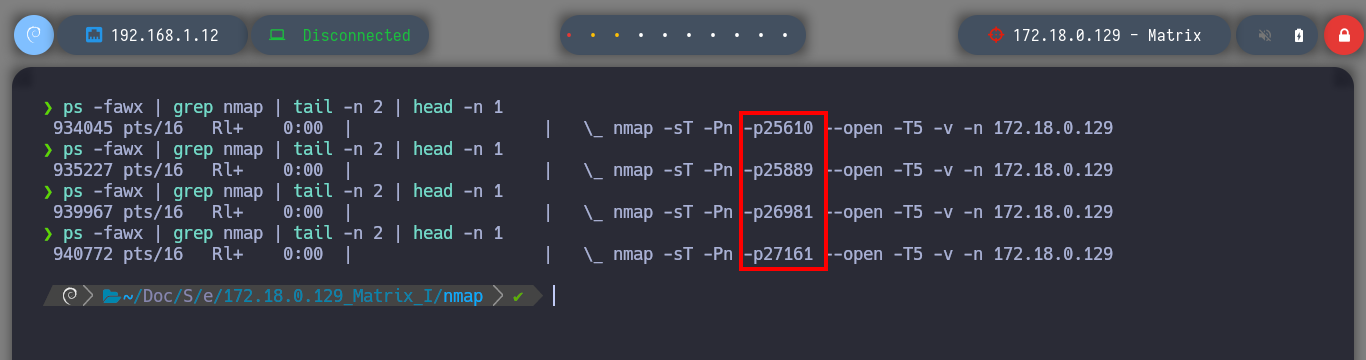 192.168.1.12 Disconnected 172.18.0.129 - Matrix
❯ ps -fawx | grep nmap | tail -n 2 | head -n 1
934045 pts/16 Rl+ 0:00 | | \_ nmap -sT -Pn -p25610 --open -T5 -v -n 172.18.0.129
❯ ps -fawx | grep nmap | tail -n 2 | head -n 1
935227 pts/16 Rl+ 0:00 | | \_ nmap -sT -Pn -p25889 --open -T5 -v -n 172.18.0.129
❯ ps -fawx | grep nmap | tail -n 2 | head -n 1
939967 pts/16 Rl+ 0:00 | | \_ nmap -sT -Pn -p26981 --open -T5 -v -n 172.18.0.129
❯ ps -fawx | grep nmap | tail -n 2 | head -n 1
940772 pts/16 Rl+ 0:00 | | \_ nmap -sT -Pn -p27161 --open -T5 -v -n 172.18.0.129
~/Doc/S/e/172.18.0.129_Matrix_I/nmap ✔